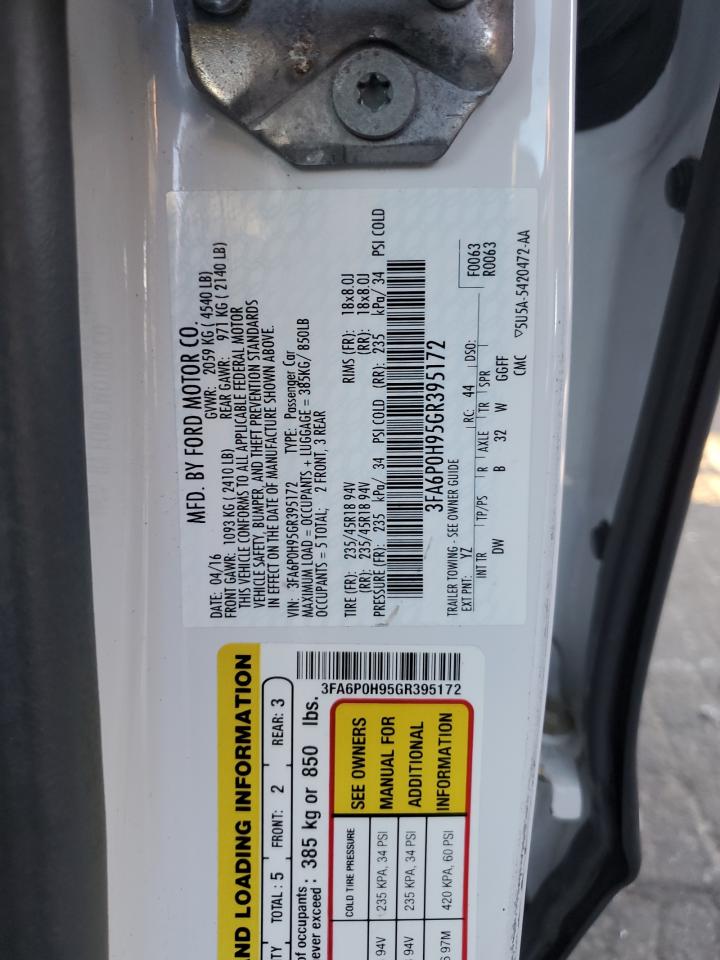 MFD. BY FORD MOTOR CO.
DATE: 04/16 GVWR: 2059 KG ( 4540 LB)
FRONT GAWR: 1093 KG ( 2410 LB) REAR GAWR: 971 KG ( 2140 LB)
THIS VEHICLE CONFORMS TO ALL APPLICABLE FEDERAL MOTOR
VEHICLE SAFETY, BUMPER, AND THEFT PREVENTION STANDARDS
IN EFFECT ON THE DATE OF MANUFACTURE SHOWN ABOVE.
VIN: 3FA6P0H95GR395172 TYPE: Passenger Car
MAXIMUM LOAD = OCCUPANTS + LUGGAGE = 385KG/ 850LB
OCCUPANTS = 5 TOTAL; 2 FRONT, 3 REAR
TIRE (FR): 235/45R18 94V RIMS (FR): 18x8.0J
(RR): 235/45R18 94V (RR): 18x8.0J
PRESSURE (FR): 235 kPa/ 34 PSI COLD (RR): 235 kPa/ 34 PSI COLD
3FA6P0H95GR395172
TRAILER TOWING - SEE OWNER GUIDE
EXT PNT: YZ RC: 44 DSO: F0063
R0063
INT TR TP/PS R AXLE TR SPR
DW B 32 W GGFF
CMC ▽5U5A-5420472-AA
AND LOADING INFORMATION
TY TOTAL: 5 FRONT: 2 REAR: 3
of occupants
never exceed: 385 kg or 850 lbs.
3FA6P0H95GR395172
COLD TIRE PRESSURE SEE OWNERS
94V 235 KPA, 34 PSI MANUAL FOR
94V 235 KPA, 34 PSI ADDITIONAL
97M 420 KPA, 60 PSI INFORMATION